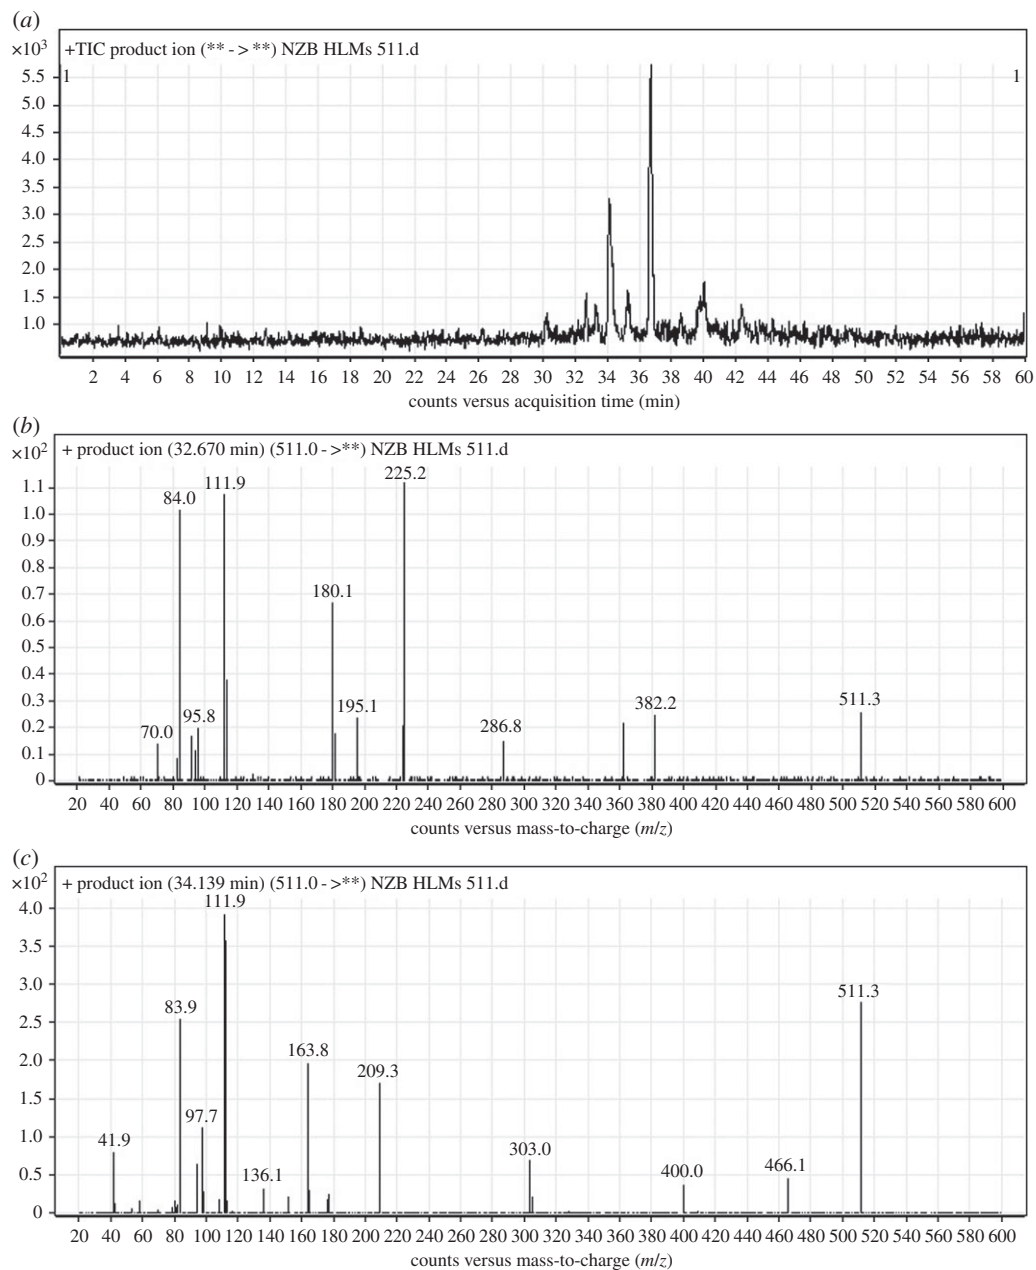 (a)
×10³
+TIC product ion (** - > **) NZB HLMs 511.d
1 1
5.5
5.0
4.5
4.0
3.5
3.0
2.5
2.0
1.5
1.0
2 4 6 8 10 12 14 16 18 20 22 24 26 28 30 32 34 36 38 40 42 44 46 48 50 52 54 56 58 60
counts versus acquisition time (min)
(b)
×10²
+ product ion (32.670 min) (511.0 - >**) NZB HLMs 511.d
1.1
1.0
0.9
0.8
0.7
0.6
0.5
0.4
0.3
0.2
0.1
0
84.0 111.9 225.2
180.1
70.0 95.8 195.1 286.8 382.2 511.3
20 40 60 80 100 120 140 160 180 200 220 240 260 280 300 320 340 360 380 400 420 440 460 480 500 520 540 560 580 600
counts versus mass-to-charge (m/z)
(c)
×10²
+ product ion (34.139 min) (511.0 - >**) NZB HLMs 511.d
4.0
3.5
3.0
2.5
2.0
1.5
1.0
0.5
0
111.9
83.9 511.3
163.8
209.3
97.7
41.9 303.0
136.1 400.0 466.1
20 40 60 80 100 120 140 160 180 200 220 240 260 280 300 320 340 360 380 400 420 440 460 480 500 520 540 560 580 600
counts versus mass-to-charge (m/z)